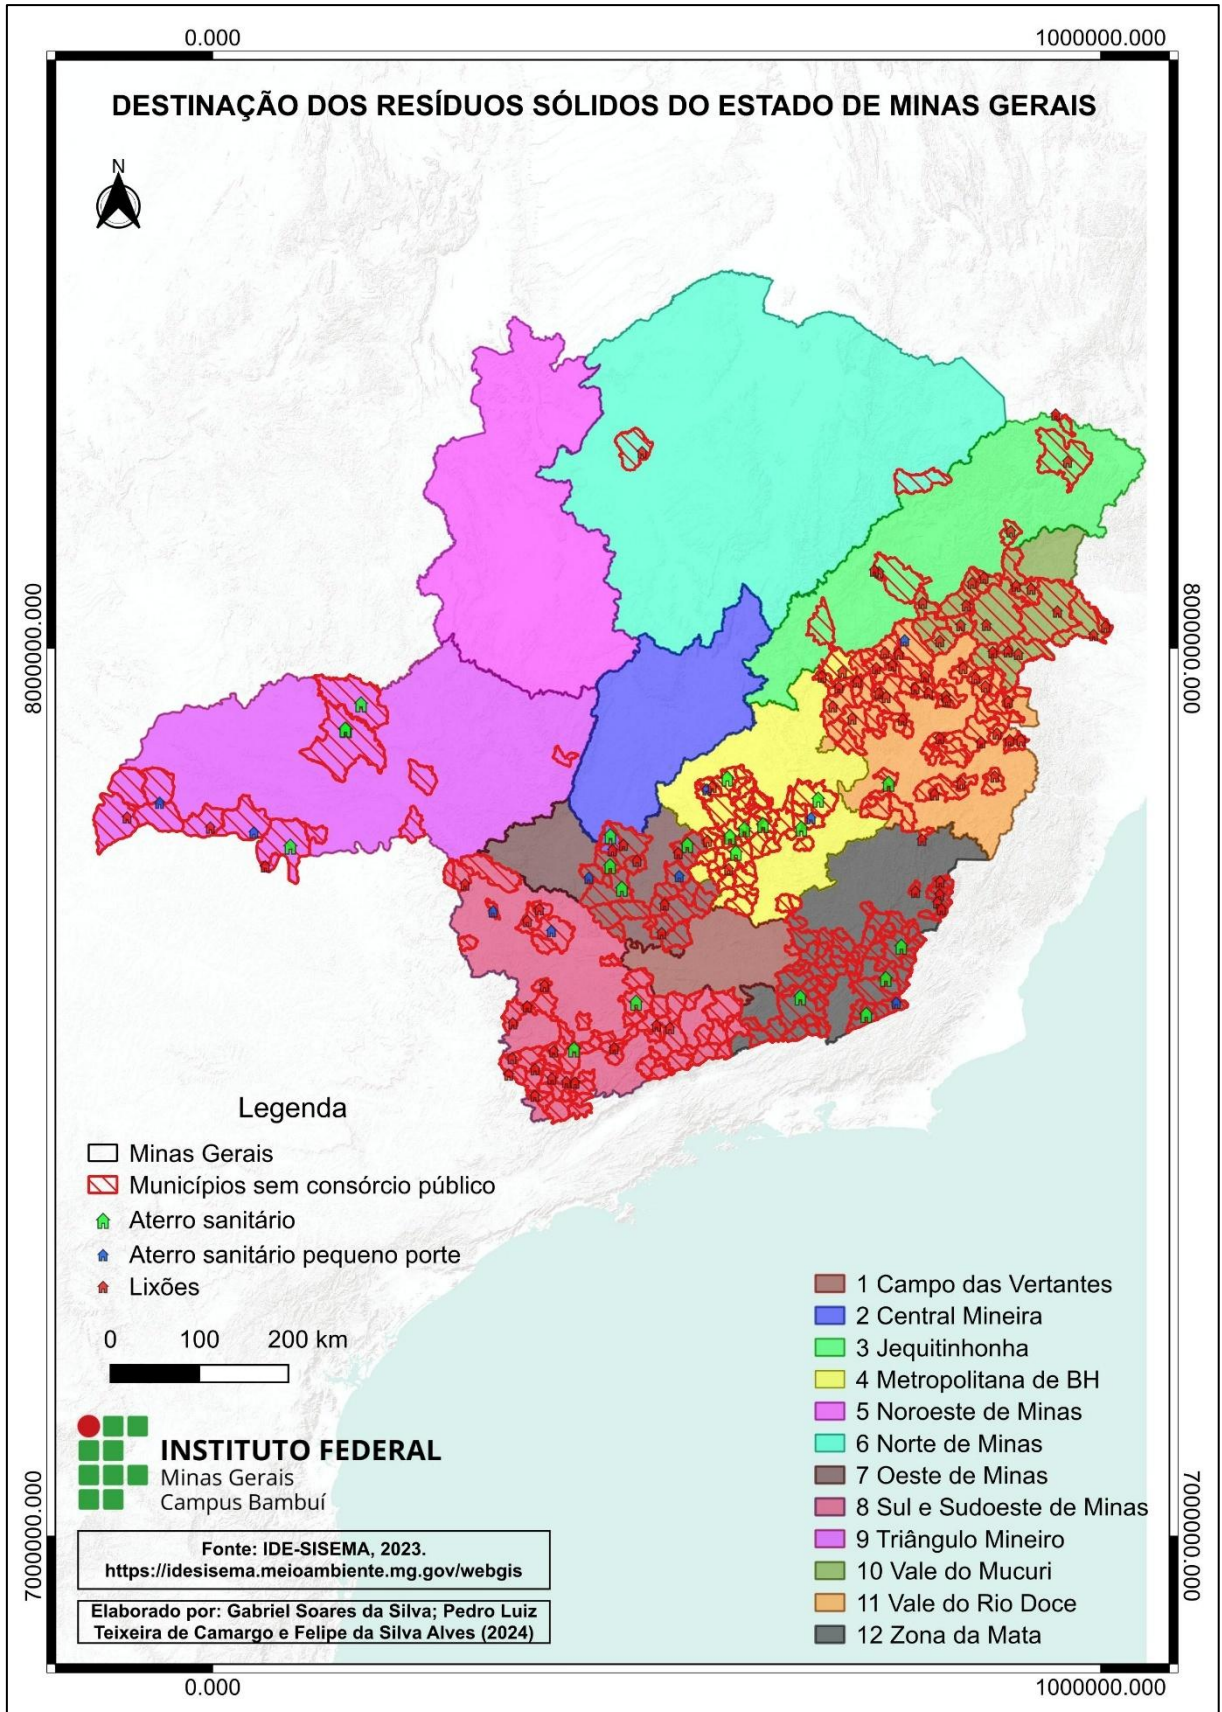 0.000
1000000.000
DESTINAÇÃO DOS RESÍDUOS SÓLIDOS DO ESTADO DE MINAS GERAIS
N
8000000.000
8000000.000
Legenda
Minas Gerais
Municípios sem consórcio público
Aterro sanitário
Aterro sanitário pequeno porte
Lixões
0 100 200 km
1 Campo das Vertantes
2 Central Mineira
3 Jequitinhonha
4 Metropolitana de BH
5 Noroeste de Minas
6 Norte de Minas
7 Oeste de Minas
8 Sul e Sudoeste de Minas
9 Triângulo Mineiro
10 Vale do Mucuri
11 Vale do Rio Doce
12 Zona da Mata
INSTITUTO FEDERAL
Minas Gerais
Campus Bambuí
7000000.000
7000000.000
Fonte: IDE-SISEMA, 2023.
https://idesisema.meioambiente.mg.gov/webgis
Elaborado por: Gabriel Soares da Silva; Pedro Luiz
Teixeira de Camargo e Felipe da Silva Alves (2024)
0.000
1000000.000